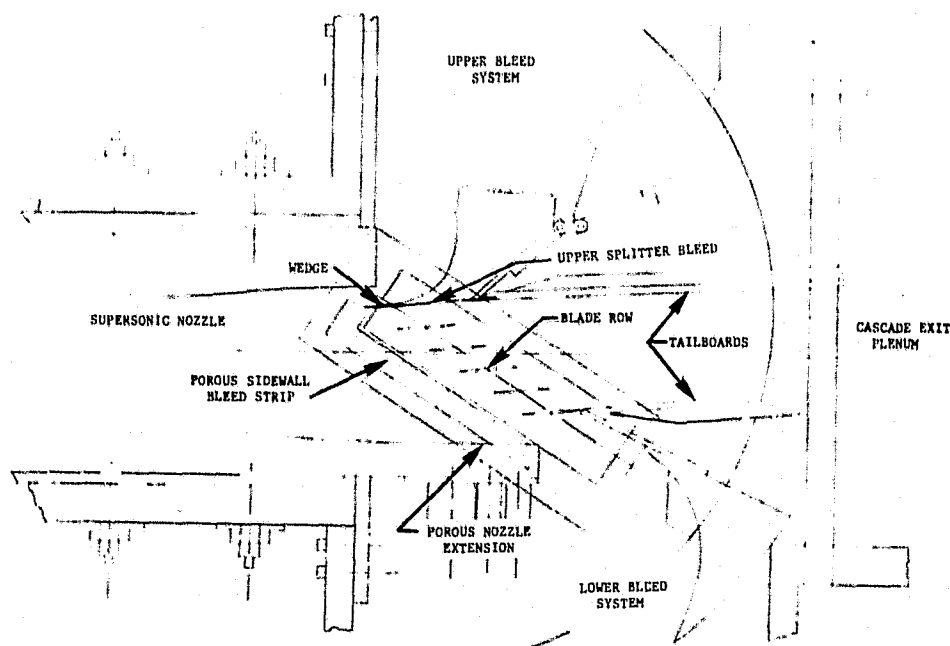 UPPER BLEED
SYSTEM
UPPER SPLITTER BLEED
WEDGE
SUPERSONIC NOZZLE
BLADE ROW
TAILBOARDS
CASCADE EXIT
PLENUM
POROUS SIDEWALL
BLEED STRIP
POROUS NOZZLE
EXTENSION
LOWER BLEED
SYSTEM